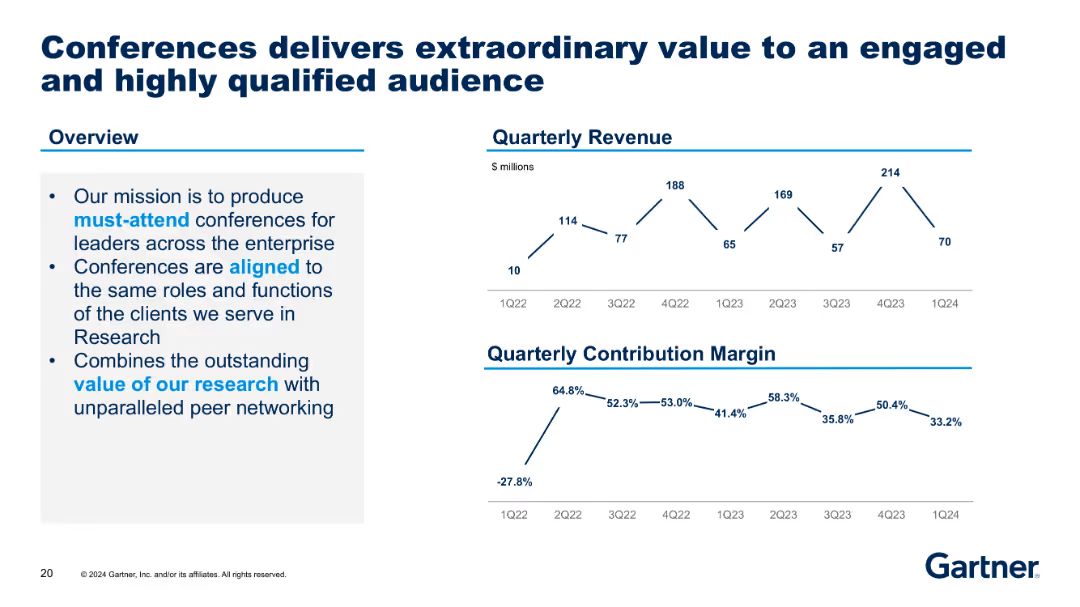 Conferences delivers extraordinary value to an engaged
and highly qualified audience
Overview
• Our mission is to produce
must-attend conferences for
leaders across the enterprise
• Conferences are aligned to
the same roles and functions
of the clients we serve in
Research
• Combines the outstanding
value of our research with
unparalleled peer networking
Quarterly Revenue
$ millions
10
114
77
188
65
169
57
214
70
1Q22 2Q22 3Q22 4Q22 1Q23 2Q23 3Q23 4Q23 1Q24
Quarterly Contribution Margin
-27.8%
64.8%
52.3%
53.0%
41.4%
58.3%
35.8%
50.4%
33.2%
1Q22 2Q22 3Q22 4Q22 1Q23 2Q23 3Q23 4Q23 1Q24
20 © 2024 Gartner, Inc. and/or its affiliates. All rights reserved.
Gartner®